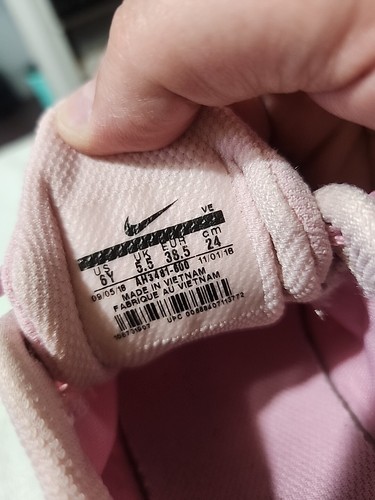 VE
US UK EUR cm
6Y 5.5 38.5 24
09/05/18 AH3481-600 11/01/18
MADE IN VIETNAM
FABRIQUE AU VIETNAM